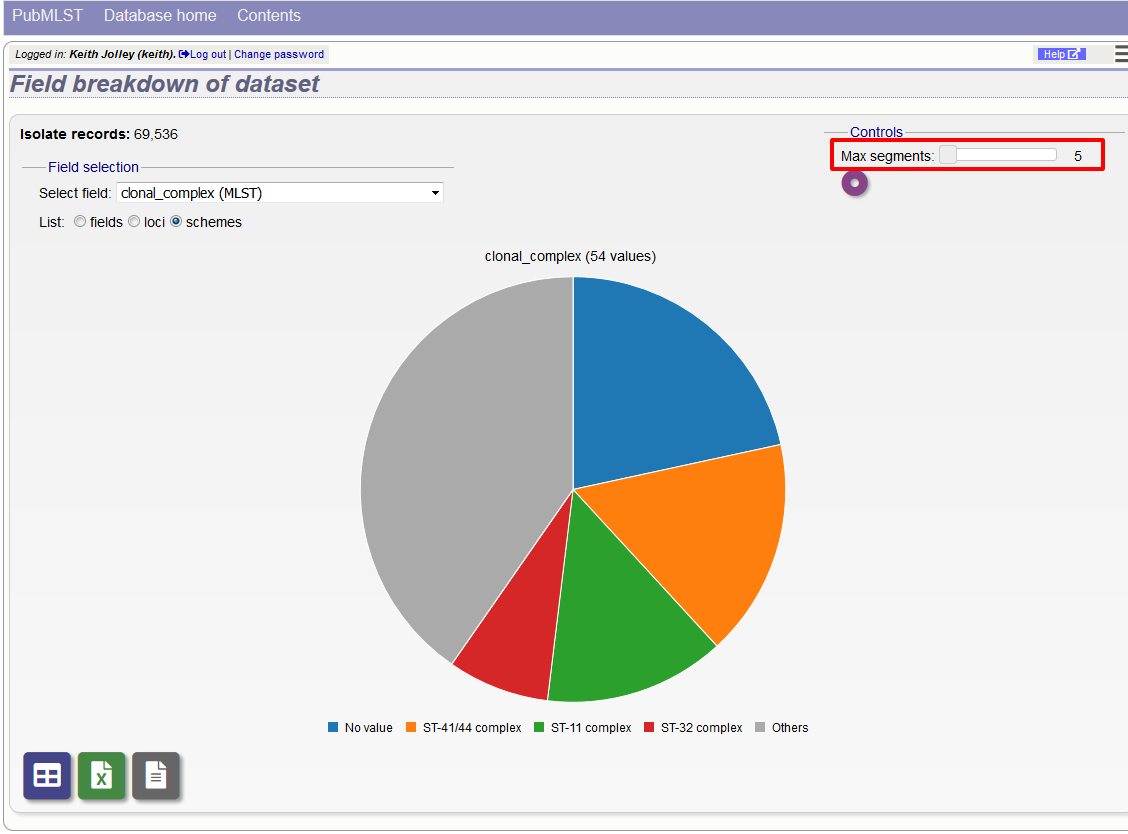 PubMLST Database home Contents
Logged in: Keith Jolley (keith). Log out | Change password
Help
Field breakdown of dataset
Isolate records: 69,536
Controls
Max segments: 5
Field selection
Select field: clonal_complex (MLST)
List: fields loci schemes
clonal_complex (54 values)
No value ST-41/44 complex ST-11 complex ST-32 complex Others
X